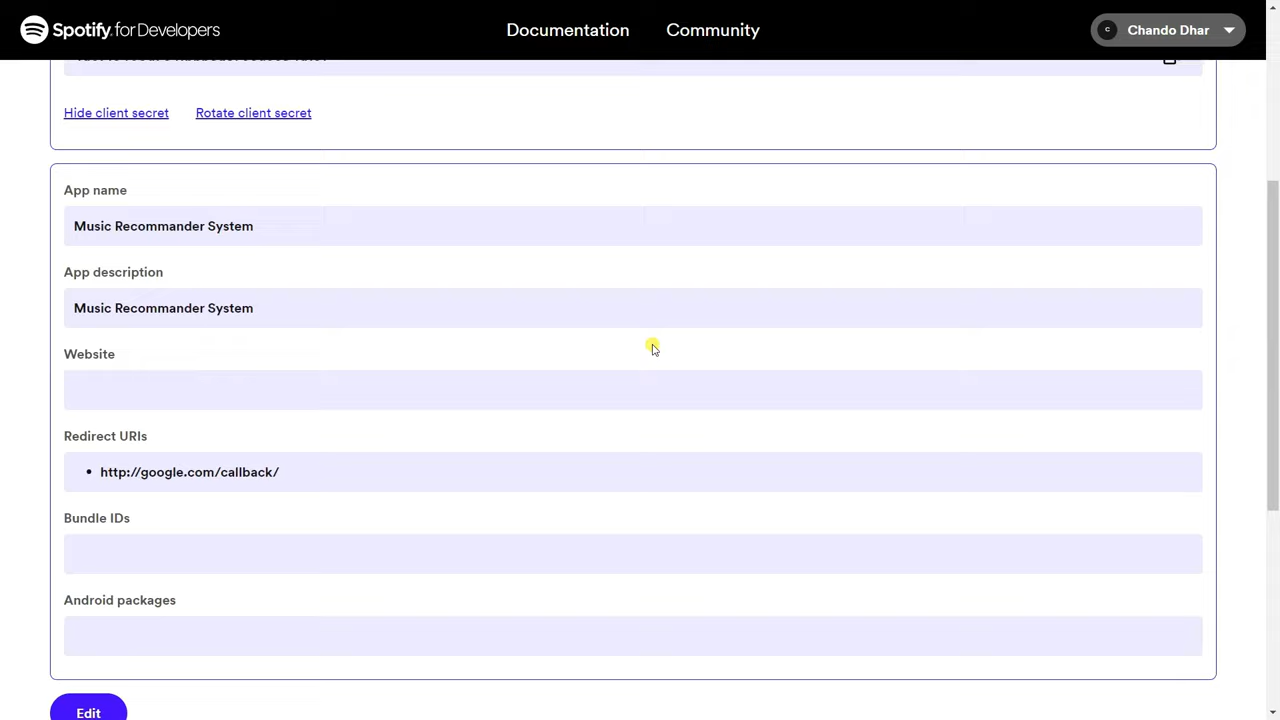 Spotify for Developers
Documentation
Community
C
Chando Dhar
Hide client secret
Rotate client secret
App name
Music Recommander System
App description
Music Recommander System
Website
Redirect URIs
• http://google.com/callback/
Bundle IDs
Android packages
Edit